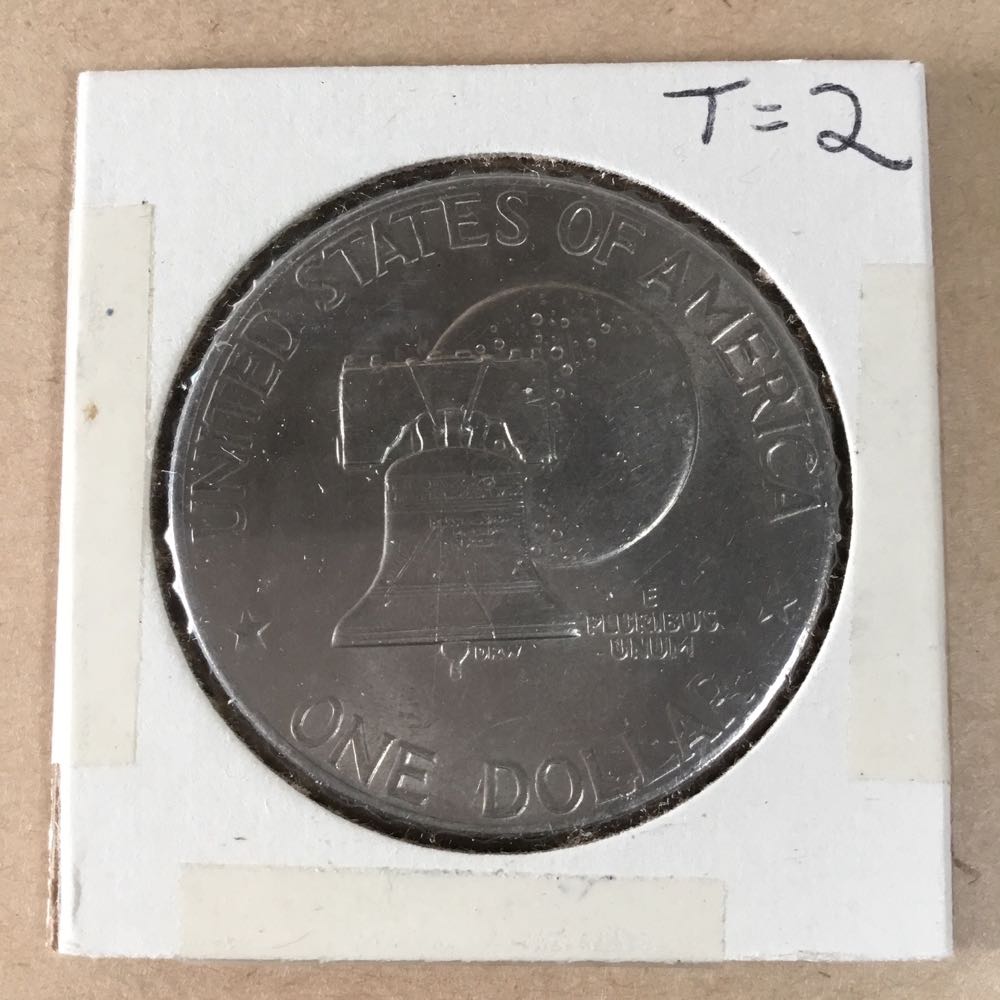 T=2
UNITED STATES OF AMERICA
E
PLURIBUS
UNUM
DRW
ONE DOLLAR